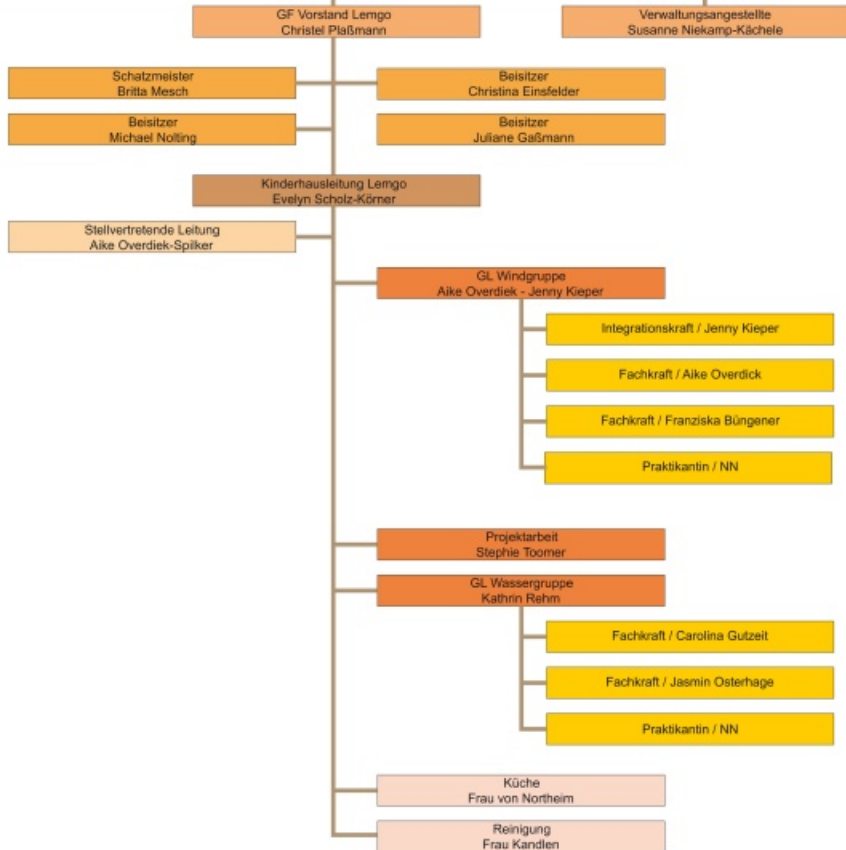 GF Vorstand Lemgo
Christel Plaßmann
Verwaltungsangestellte
Susanne Niekamp-Kächele
Schatzmeister
Britta Mesch
Beisitzer
Christina Einsfelder
Beisitzer
Michael Nolting
Beisitzer
Juliane Gaßmann
Kinderhausleitung Lemgo
Evelyn Scholz-Körner
Stellvertretende Leitung
Aike Overdiek-Spilker
GL Windgruppe
Aike Overdiek - Jenny Kieper
Integrationskraft / Jenny Kieper
Fachkraft / Aike Overdick
Fachkraft / Franziska Büngener
Praktikantin / NN
Projektarbeit
Stephie Toomer
GL Wassergruppe
Kathrin Rehm
Fachkraft / Carolina Gutzeit
Fachkraft / Jasmin Osterhage
Praktikantin / NN
Küche
Frau von Northeim
Reinigung
Frau Kandlen